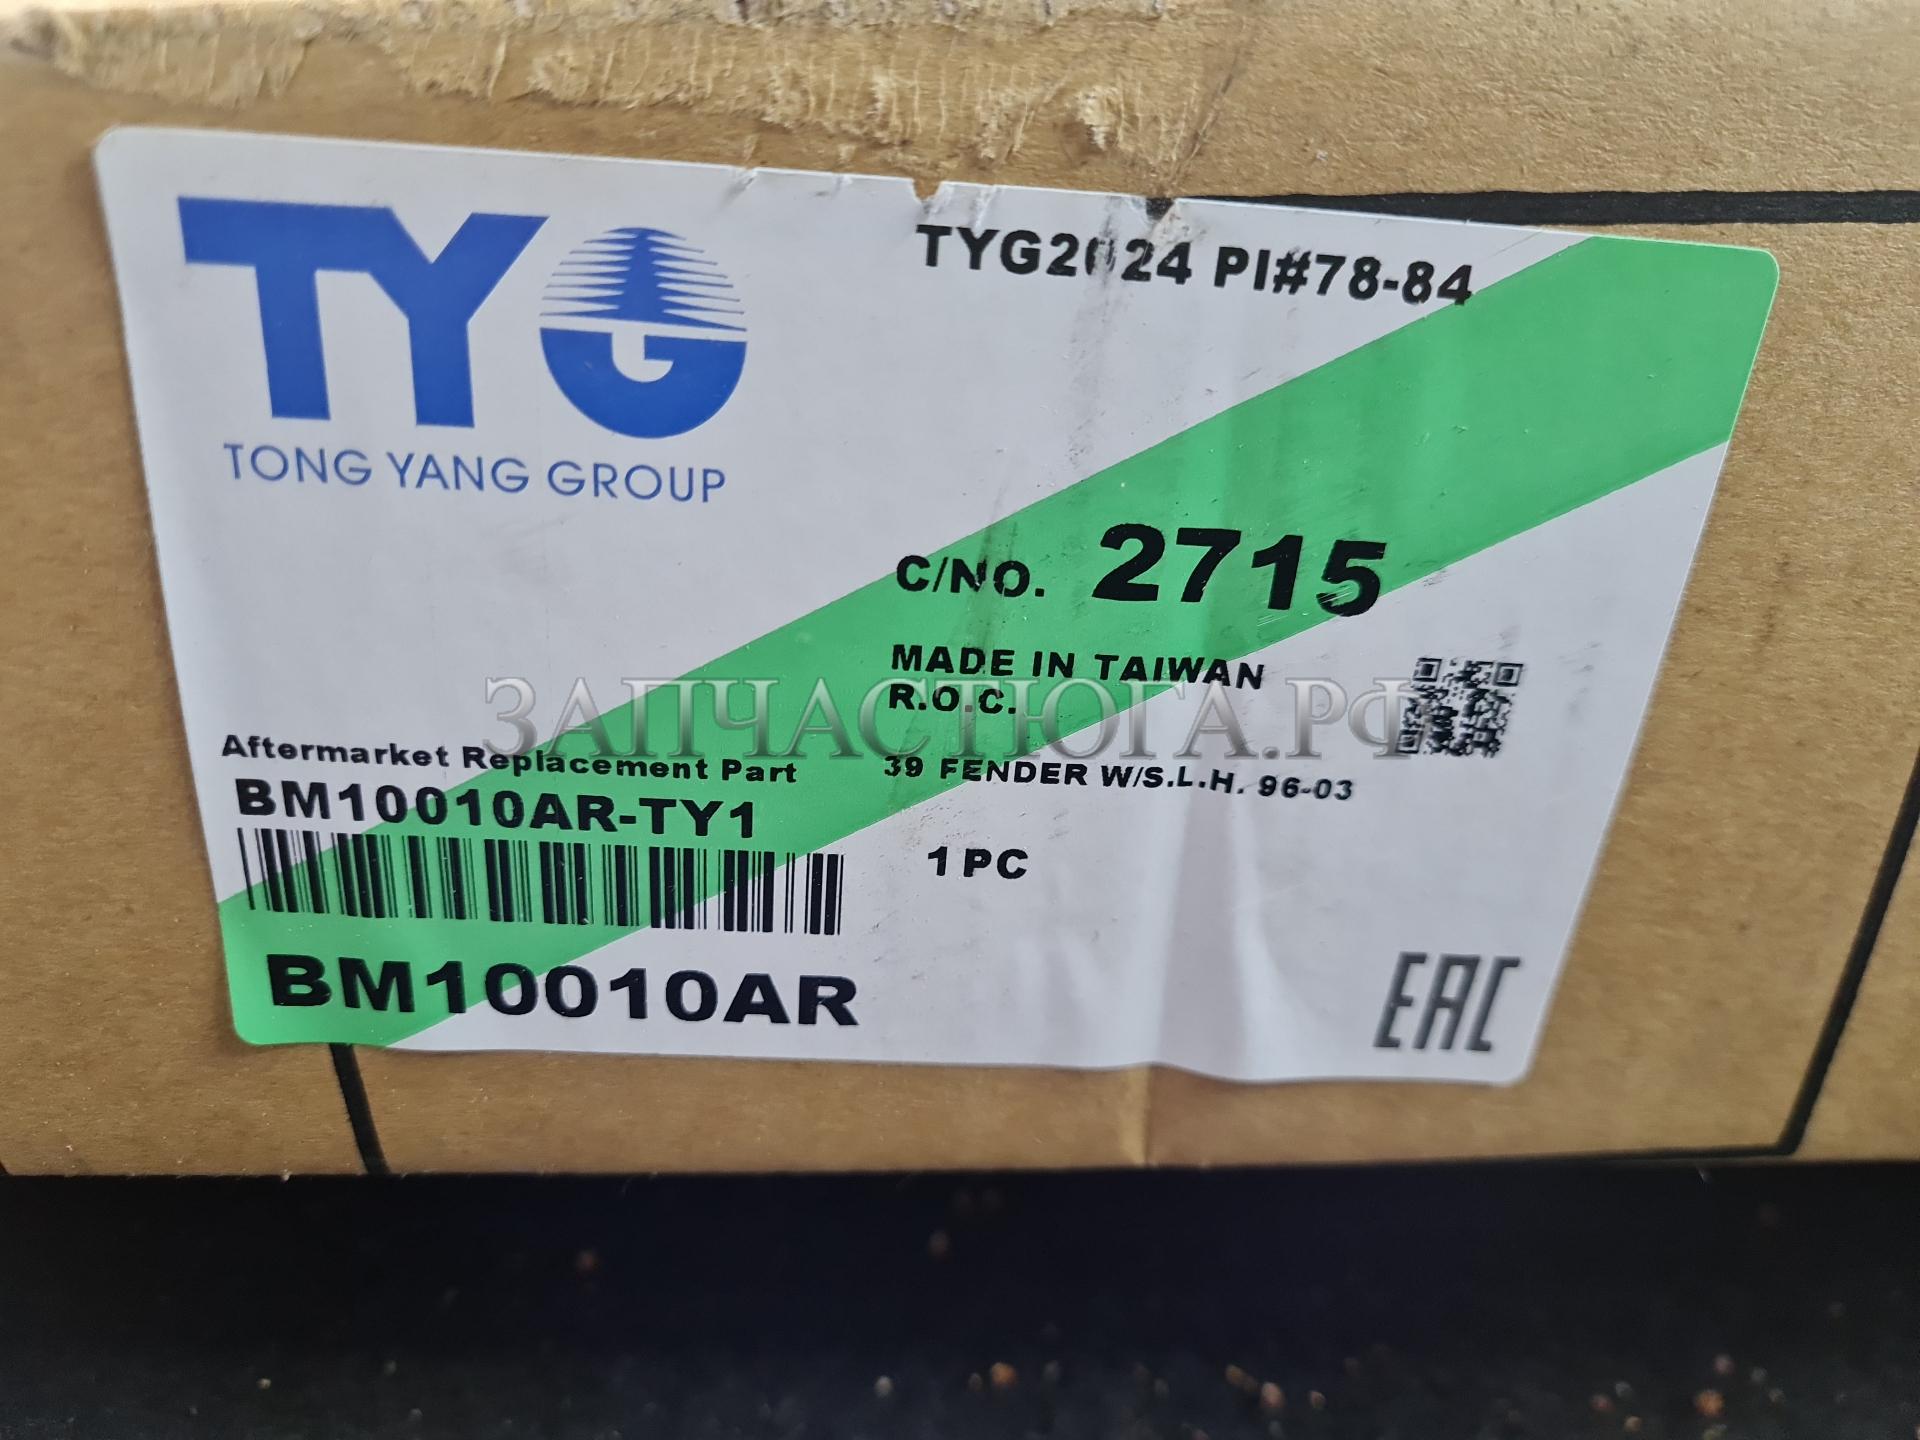 TYG
TONG YANG GROUP
TYG2024 PI#78-84
C/NO. 2715
MADE IN TAIWAN
R.O.C.
ЗАПЧАСТЮГА.РФ
Aftermarket Replacement Part
39 FENDER W/S.L.H. 96-03
BM10010AR-TY1
1 PC
BM10010AR
EAC